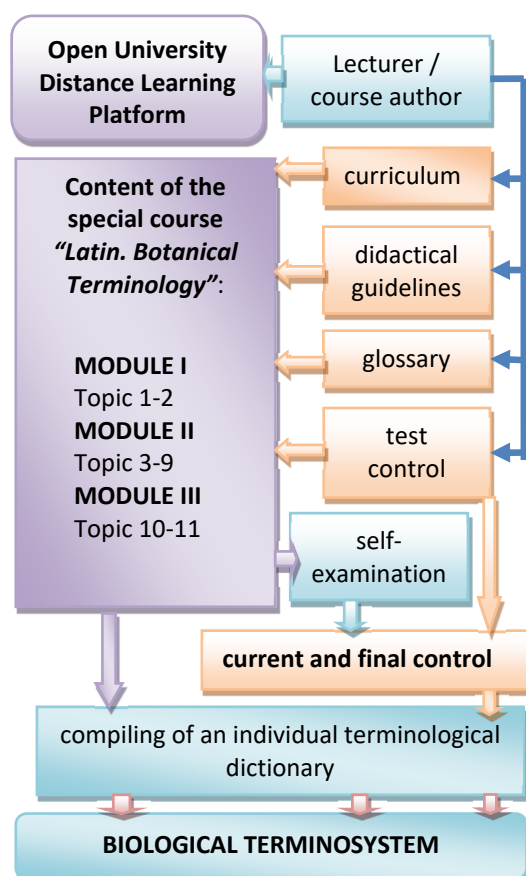 Open University
Distance Learning
Platform
Lecturer /
course author
Content of the
special course
“Latin. Botanical
Terminology”:
MODULE I
Topic 1-2
MODULE II
Topic 3-9
MODULE III
Topic 10-11
curriculum
didactical
guidelines
glossary
test
control
self-
examination
current and final control
compiling of an individual terminological
dictionary
BIOLOGICAL TERMINOSYSTEM